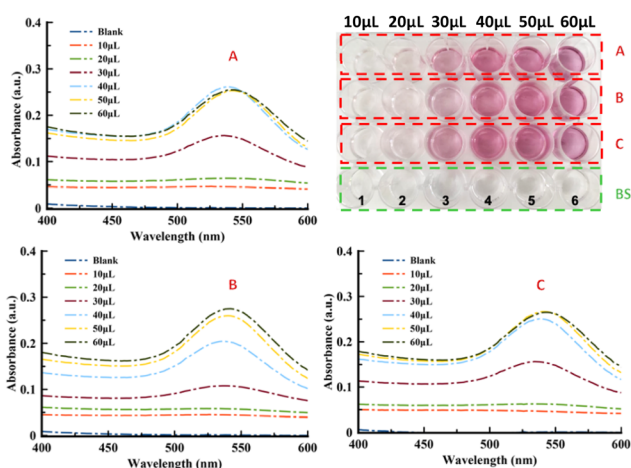 10μL 20μL 30μL 40μL 50μL 60μL
A
B
C
BS
1 2 3 4 5 6
0.4
0.3
0.2
0.1
0
400 450 500 550 600
Absorbance (a.u.)
Wavelength (nm)
Blank
10μL
20μL
30μL
40μL
50μL
60μL
A
0.4
0.3
0.2
0.1
0
400 450 500 550 600
Absorbance (a.u.)
Wavelength (nm)
Blank
10μL
20μL
30μL
40μL
50μL
60μL
B
0.4
0.3
0.2
0.1
0
400 450 500 550 600
Absorbance (a.u.)
Wavelength (nm)
Blank
10μL
20μL
30μL
40μL
50μL
60μL
C